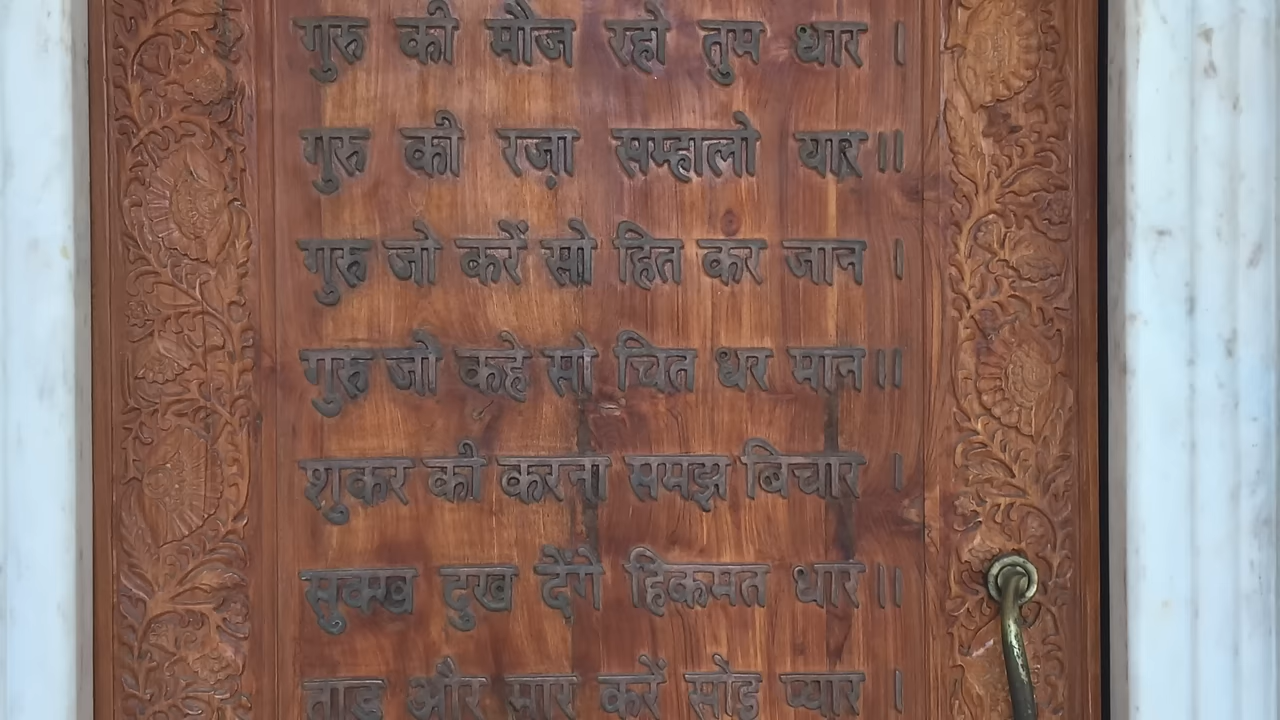 गुरु की मौज रहो तुम धार ।
गुरु की रज़ा सम्हालो यार ॥
गुरु जो करें सो हित कर जान ।
गुरु जो कहे सो चित धर मान ॥
शुकर की करना समझ बिचार ।
सुक्ख दुख देंगे हिकमत धार ॥
ताड़ और मार करें सोइ प्यार ।